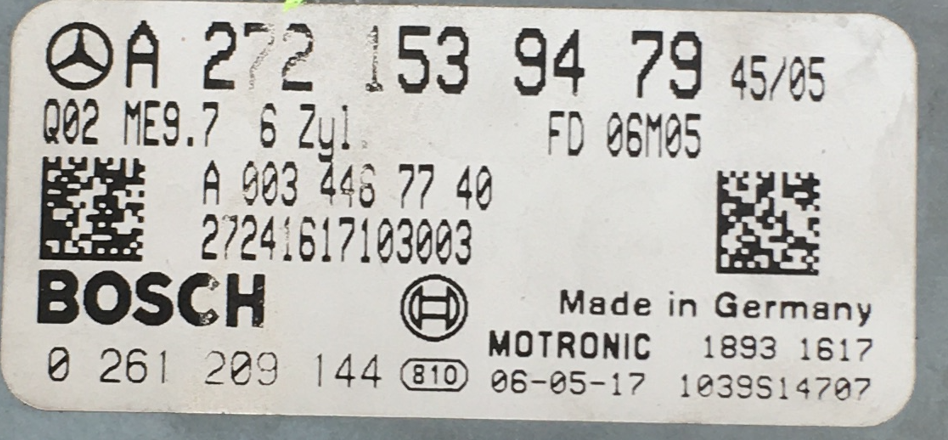 A 272 153 94 79 45/05
Q02 ME9.7 6 Zyl. FD 06M05
A 003 446 77 40
27241617103003
BOSCH Made in Germany
MOTRONIC 1893 1617
0 261 209 144 810 06-05-17 1039S14707